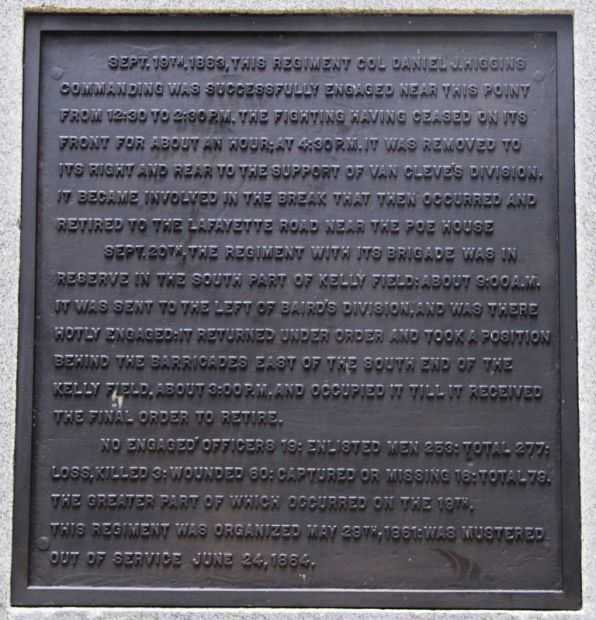 SEPT. 19TH, 1863, THIS REGIMENT COL DANIEL J. HIGGINS
COMMANDING WAS SUCCESSFULLY ENGAGED NEAR THIS POINT
FROM 12:30 TO 2:30 P.M. THE FIGHTING HAVING CEASED ON ITS
FRONT FOR ABOUT AN HOUR; AT 4:30 P.M. IT WAS REMOVED TO
ITS RIGHT AND REAR TO THE SUPPORT OF VAN CLEVE'S DIVISION.
IT BECAME INVOLVED IN THE BREAK THAT THEN OCCURRED AND
RETIRED TO THE LAFAYETTE ROAD NEAR THE POE HOUSE
SEPT. 20TH, THE REGIMENT WITH ITS BRIGADE WAS IN
RESERVE IN THE SOUTH PART OF KELLY FIELD: ABOUT 9:00 A.M.
IT WAS SENT TO THE LEFT OF BAIRD'S DIVISION, AND WAS THERE
HOTLY ENGAGED: IT RETURNED UNDER ORDER AND TOOK A POSITION
BEHIND THE BARRICADES EAST OF THE SOUTH END OF THE
KELLY FIELD, ABOUT 3:00 P.M. AND OCCUPIED IT TILL IT RECEIVED
THE FINAL ORDER TO RETIRE.
NO ENGAGED OFFICERS 19: ENLISTED MEN 253: TOTAL 277;
LOSS, KILLED 3: WOUNDED 60: CAPTURED OR MISSING 16: TOTAL 79.
THE GREATER PART OF WHICH OCCURRED ON THE 19TH.
THIS REGIMENT WAS ORGANIZED MAY 29TH, 1861: WAS MUSTERED
OUT OF SERVICE JUNE 24, 1864.